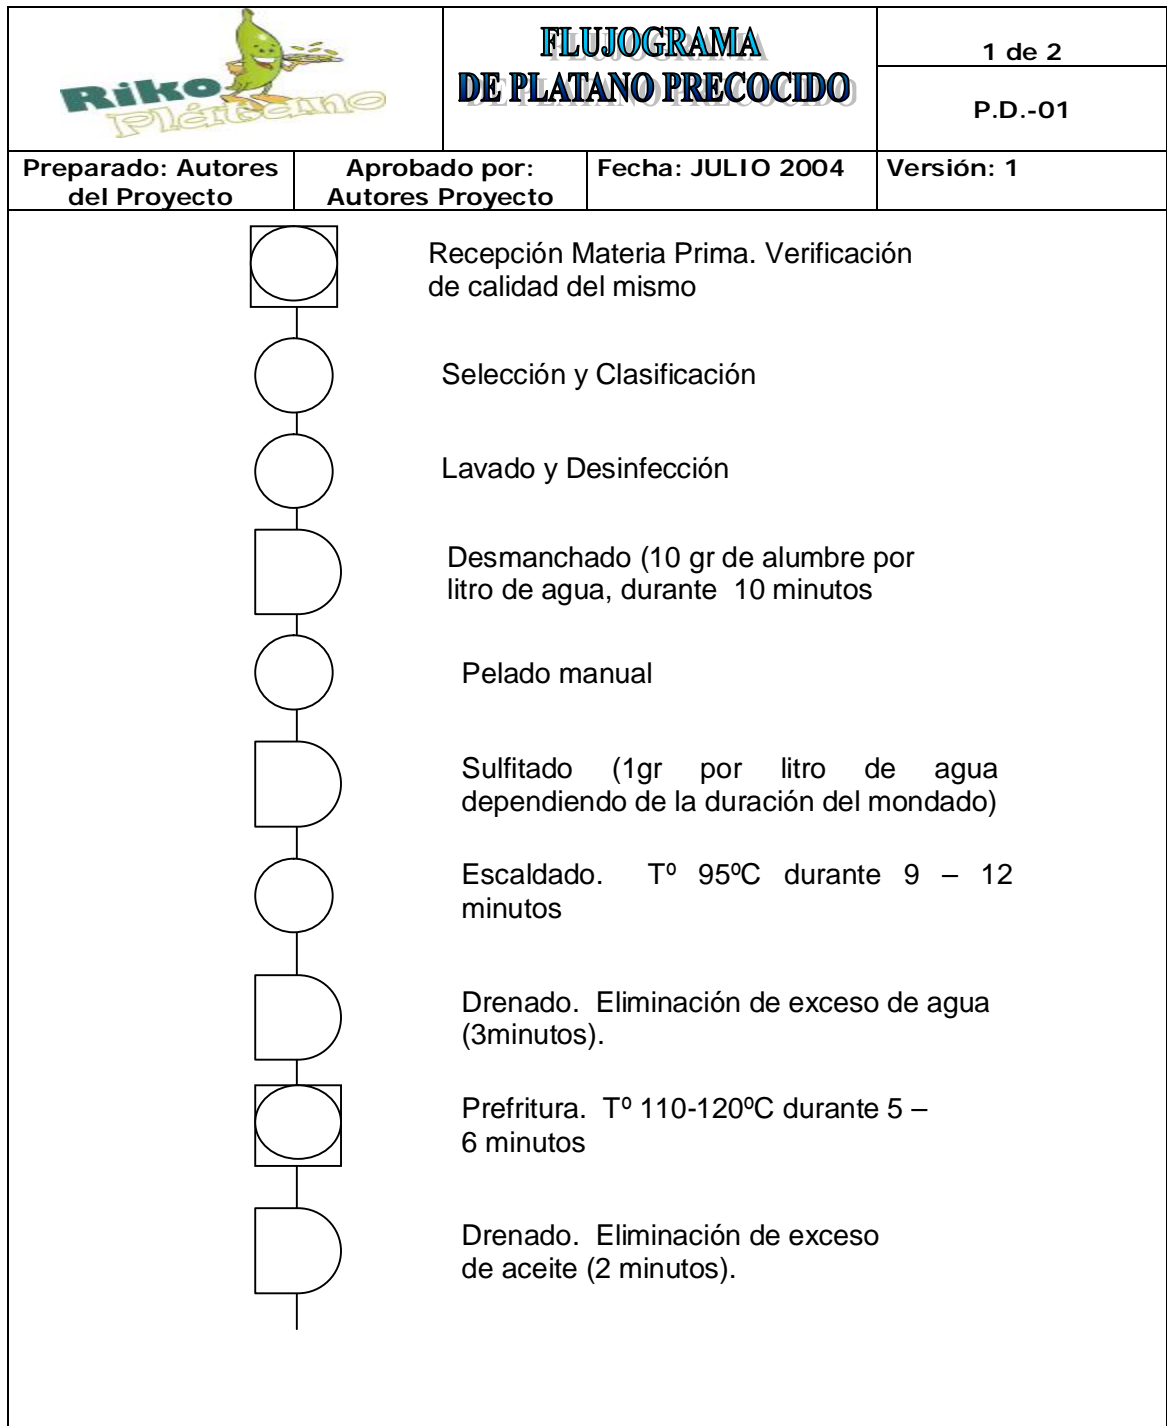 Riko
Plátano
FLUJOGRAMA
DE PLATANO PRECOCIDO
1 de 2
P.D.-01
Preparado: Autores
del Proyecto
Aprobado por:
Autores Proyecto
Fecha: JULIO 2004
Versión: 1
Recepción Materia Prima. Verificación
de calidad del mismo
Selección y Clasificación
Lavado y Desinfección
Desmanchado (10 gr de alumbre por
litro de agua, durante 10 minutos
Pelado manual
Sulfitado (1gr por litro de agua
dependiendo de la duración del mondado)
Escaldado. Tº 95ºC durante 9 – 12
minutos
Drenado. Eliminación de exceso de agua
(3minutos).
Prefritura. Tº 110-120ºC durante 5 –
6 minutos
Drenado. Eliminación de exceso
de aceite (2 minutos).